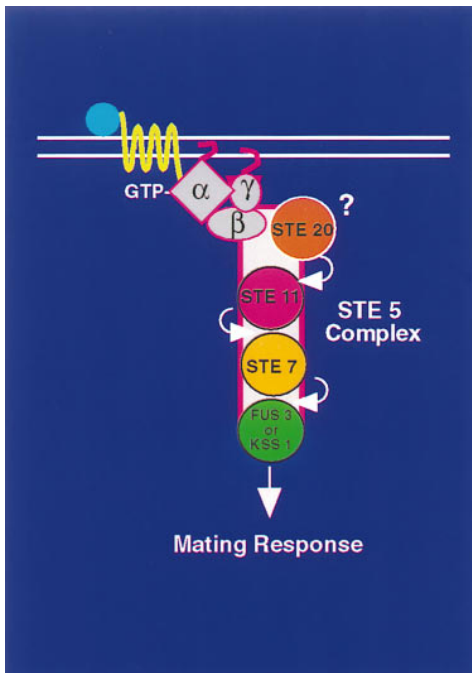 GTP-
α
γ
β
?
STE 20
STE 11
STE 5
Complex
STE 7
FUS 3
or
KSS 1
Mating Response